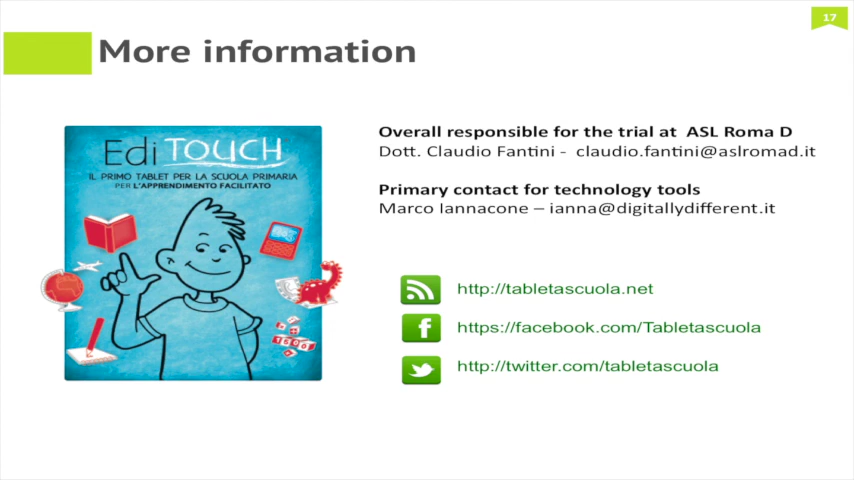 17
More information
Edi TOUCH
IL PRIMO TABLET PER LA SCUOLA PRIMARIA
PER L'APPRENDIMENTO FACILITATO
Overall responsible for the trial at ASL Roma D
Dott. Claudio Fantini - claudio.fantini@aslromad.it
Primary contact for technology tools
Marco Iannacone – ianna@digitallydifferent.it
http://tabletascuola.net
https://facebook.com/Tabletascuola
http://twitter.com/tabletascuola